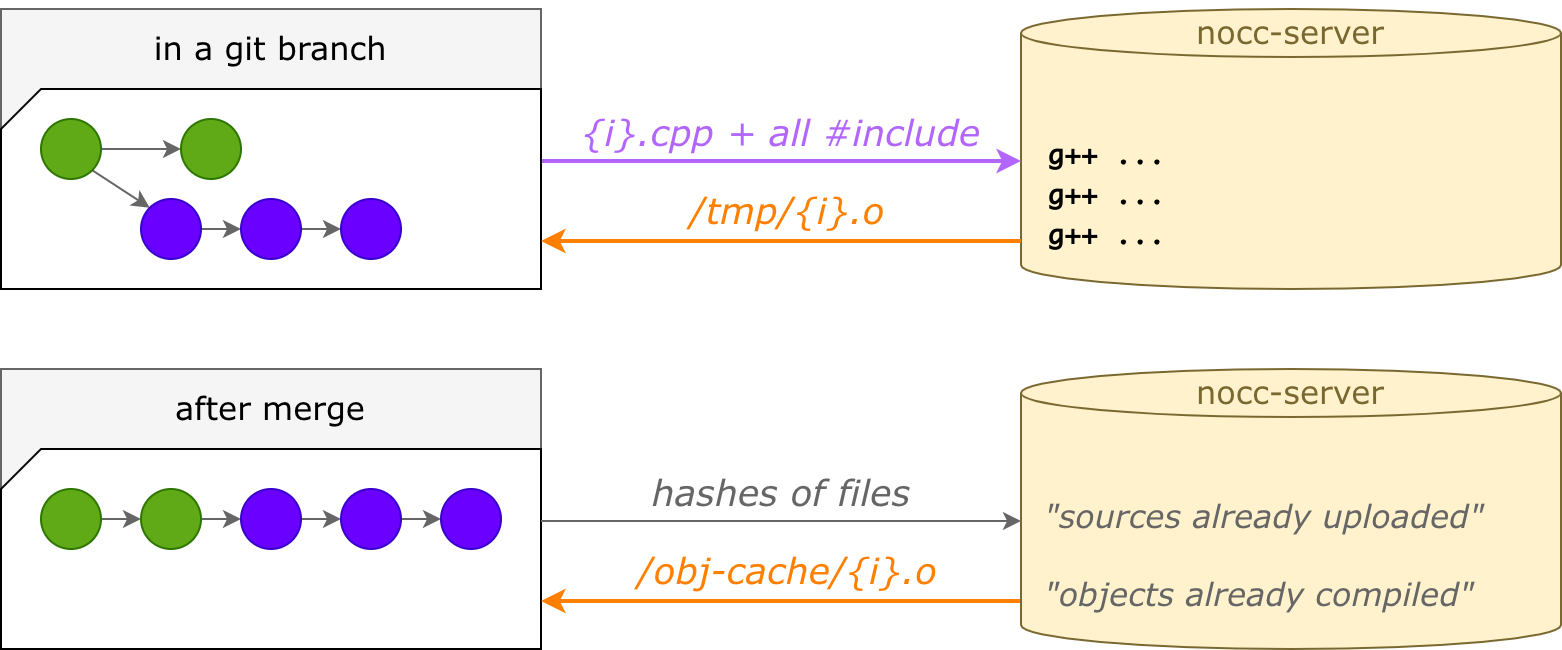 in a git branch
nocc-server
{i}.cpp + all #include
/tmp/{i}.o
g++ ...
g++ ...
g++ ...
after merge
nocc-server
hashes of files
/obj-cache/{i}.o
"sources already uploaded"
"objects already compiled"